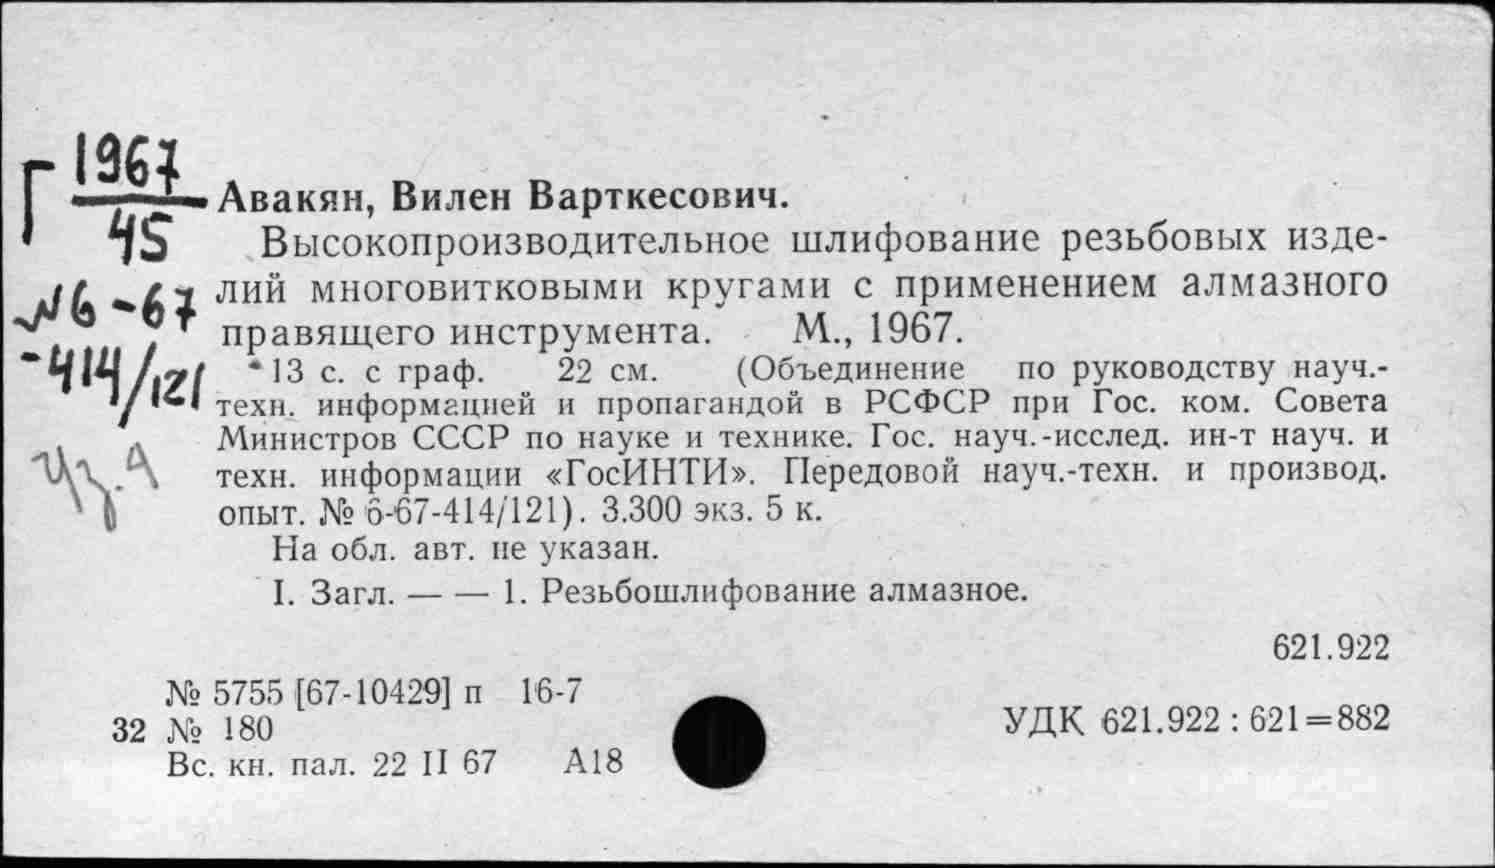 Г 1967
45
№6-67
-414/121
Авакян, Вилен Варткесович.
Высокопроизводительное шлифование резьбовых изде-
лий многовитковыми кругами с применением алмазного
правящего инструмента. М., 1967.
13 с. с граф. 22 см. (Объединение по руководству науч.-
техн. информацией и пропагандой в РСФСР при Гос. ком. Совета
Министров СССР по науке и технике. Гос. науч.-исслед. ин-т науч. и
техн. информации «ГосИНТИ». Передовой науч.-техн. и производ.
опыт. № 6-67-414/121). 3.300 экз. 5 к.
На обл. авт. не указан.
I. Загл. — — 1. Резьбошлифование алмазное.
621.922
№ 5755 [67-10429] п 16-7
32 № 180
УДК 621.922 : 621=882
Вс. кн. пал. 22 II 67 А18